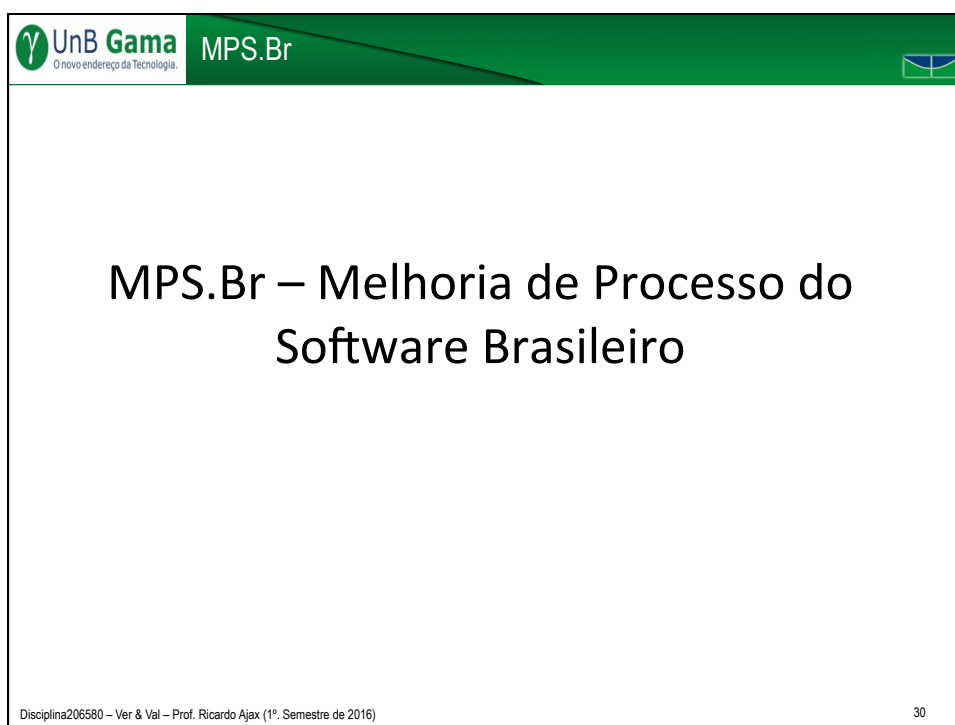 UnB Gama
O novo endereço da Tecnologia.
MPS.Br
MPS.Br – Melhoria de Processo do
Software Brasileiro
Disciplina206580 – Ver & Val – Prof. Ricardo Ajax (1º. Semestre de 2016)
30